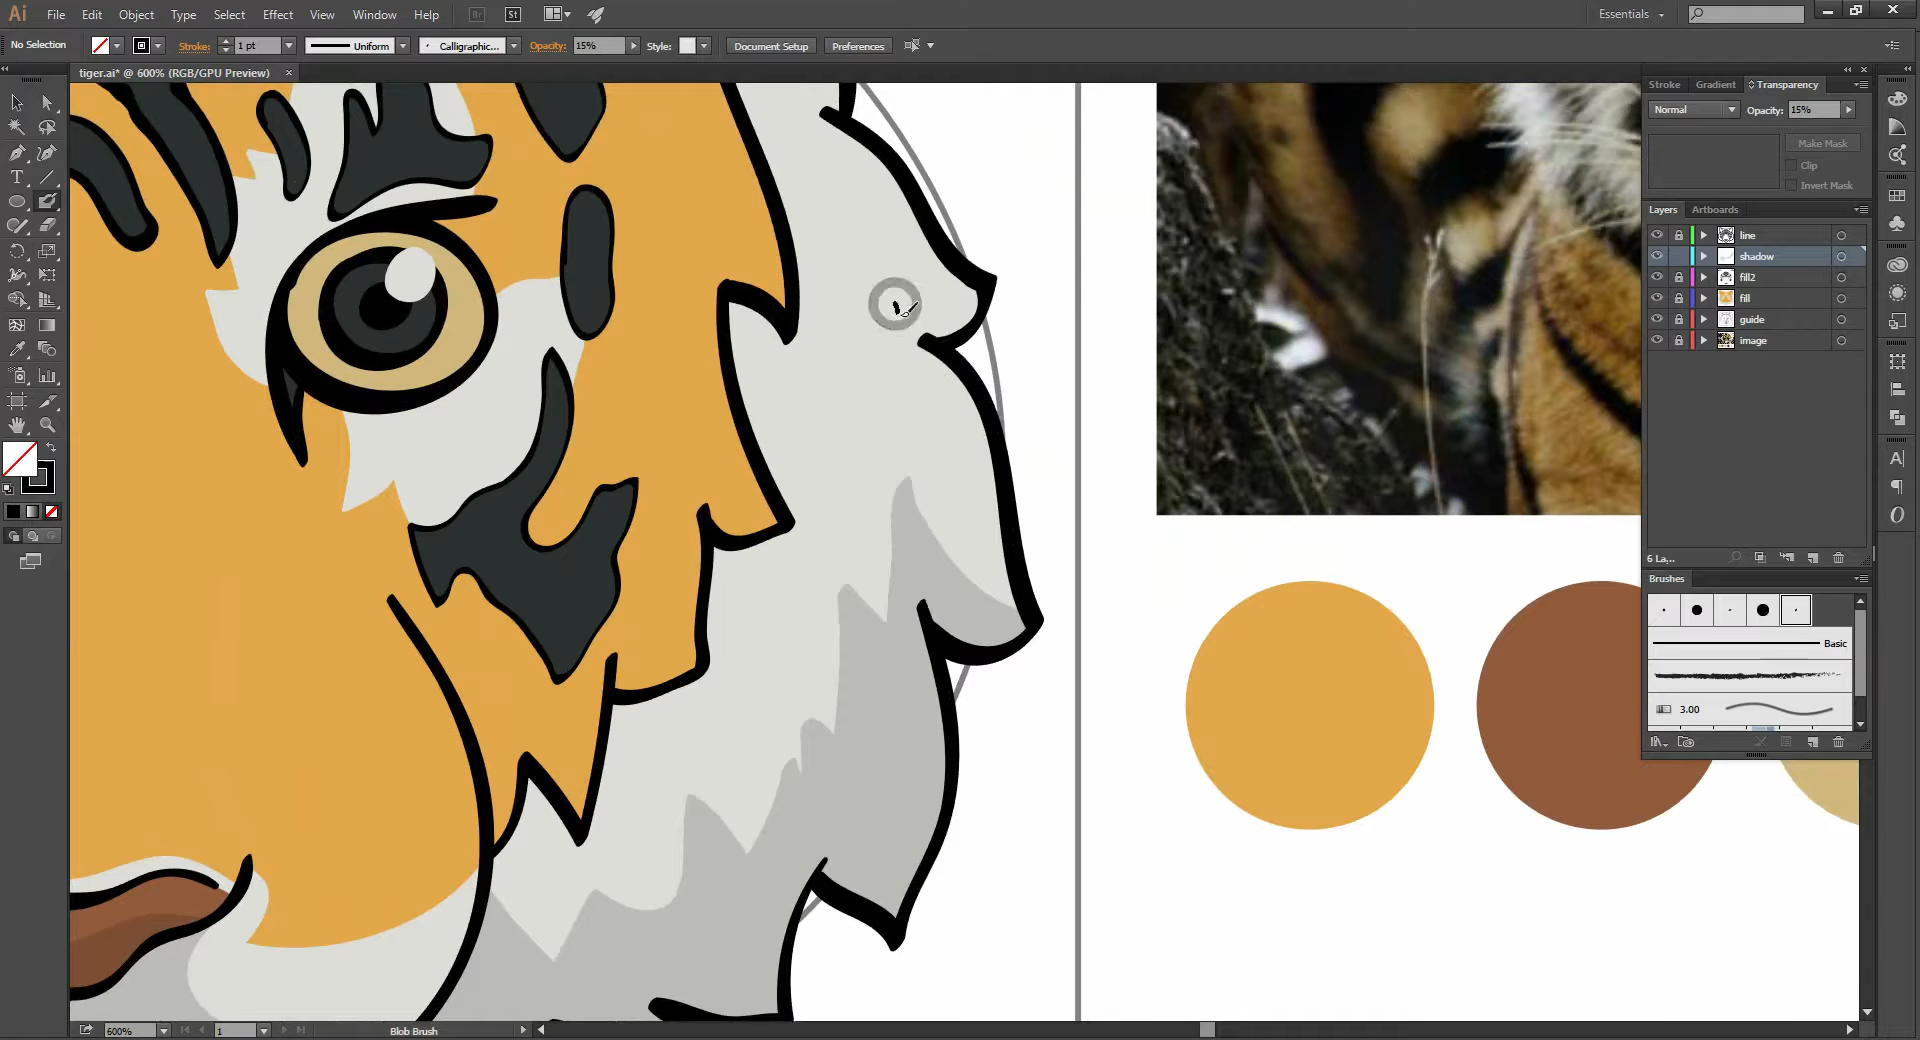 Ai File Edit Object Type Select Effect View Window Help Br St Essentials
No Selection Stroke: 1 pt Uniform Calligraphic... Opacity: 15% Style: Document Setup Preferences
tiger.ai* @ 600% (RGB/GPU Preview)
Stroke Gradient Transparency
Normal Opacity: 15%
Make Mask
Clip
Invert Mask
Layers Artboards
line
shadow
fill2
fill
guide
image
6 La...
Brushes
Basic
3.00
600% 1 Blob Brush